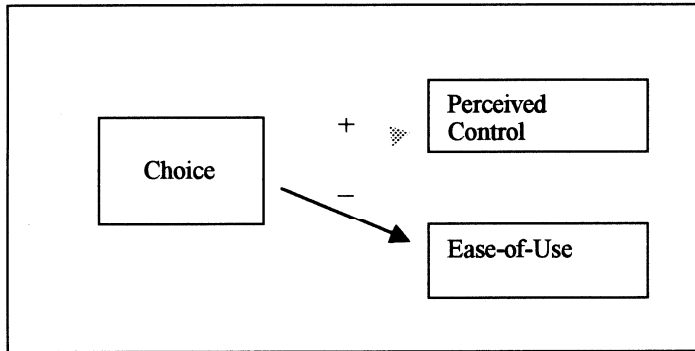 +
Perceived
Control
Choice
–
Ease-of-Use